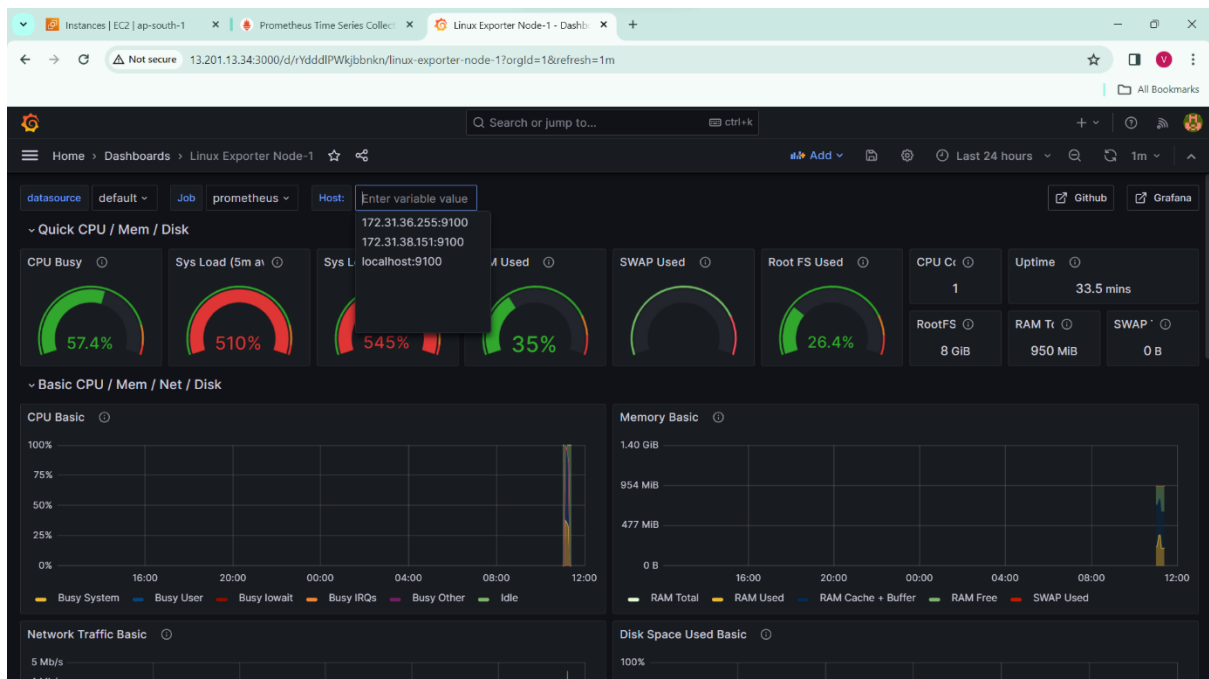 Instances | EC2 | ap-south-1
Prometheus Time Series Collect
Linux Exporter Node-1 - Dashbo
Not secure 13.201.13.34:3000/d/rYdddlPWkjbbnkn/linux-exporter-node-1?orgId=1&refresh=1m
V
All Bookmarks
Search or jump to... ctrl+k
Home › Dashboards › Linux Exporter Node-1
Add
Last 24 hours
1m
datasource default Job prometheus Host: Enter variable value Github Grafana
172.31.36.255:9100
172.31.38.151:9100
localhost:9100
Quick CPU / Mem / Disk
CPU Busy
57.4%
Sys Load (5m av
510%
Sys L
545%
M Used
35%
SWAP Used
Root FS Used
26.4%
CPU Co
1
Uptime
33.5 mins
RootFS
8 GiB
RAM To
950 MiB
SWAP
0 B
Basic CPU / Mem / Net / Disk
CPU Basic
100%
75%
50%
25%
0%
16:00 20:00 00:00 04:00 08:00 12:00
Busy System Busy User Busy Iowait Busy IRQs Busy Other Idle
Memory Basic
1.40 GiB
954 MiB
477 MiB
0 B
16:00 20:00 00:00 04:00 08:00 12:00
RAM Total RAM Used RAM Cache + Buffer RAM Free SWAP Used
Network Traffic Basic
5 Mb/s
Disk Space Used Basic
100%